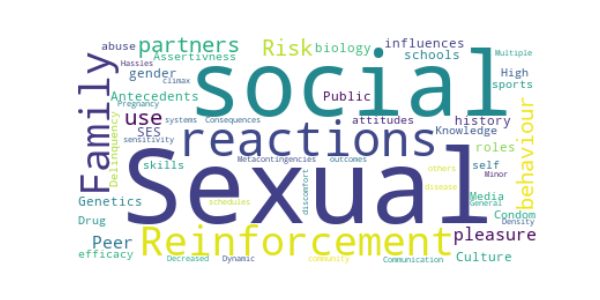 abuse
partners
Risk
biology
influences
Multiple
Hassles
Assertivness
schools
gender
climax
social
High
sports
Family
Antecedents
Public
Pregnancy
use
systems
Consequences
attitudes
history
SES
reactions
Knowledge
sensitivity
Delinquency
roles
behaviour
skills
Metacontingencies
outcomes
self
Minor
others
Sexual
discomfort
disease
Genetics
schedules
Media
General
Drug
Condom
Density
Peer
Reinforcement
pleasure
efficacy
Decreased
Dynamic
community
Communication
Culture